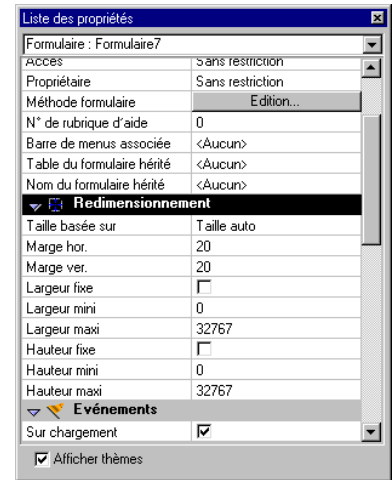 Liste des propriétés
Formulaire : Formulaire7
Accès Sans restriction
Propriétaire Sans restriction
Méthode formulaire Edition...
N° de rubrique d'aide 0
Barre de menus associée <Aucun>
Table du formulaire hérité <Aucun>
Nom du formulaire hérité <Aucun>
Redimensionnement
Taille basée sur Taille auto
Marge hor. 20
Marge ver. 20
Largeur fixe
Largeur mini 0
Largeur maxi 32767
Hauteur fixe
Hauteur mini 0
Hauteur maxi 32767
Evénements
Sur chargement
Afficher thèmes